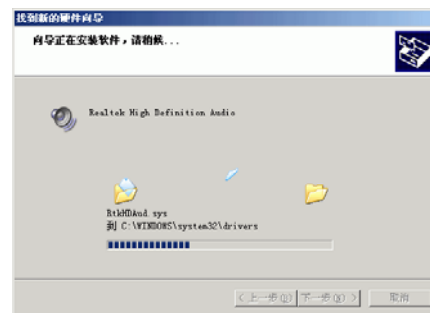 找到新的硬件向导
向导正在安装软件，请稍候...
Realtek High Definition Audio
RtkHDAud.sys
到 C:\WINDOWS\system32\drivers
< 上一步(B) 下一步(N) > 取消